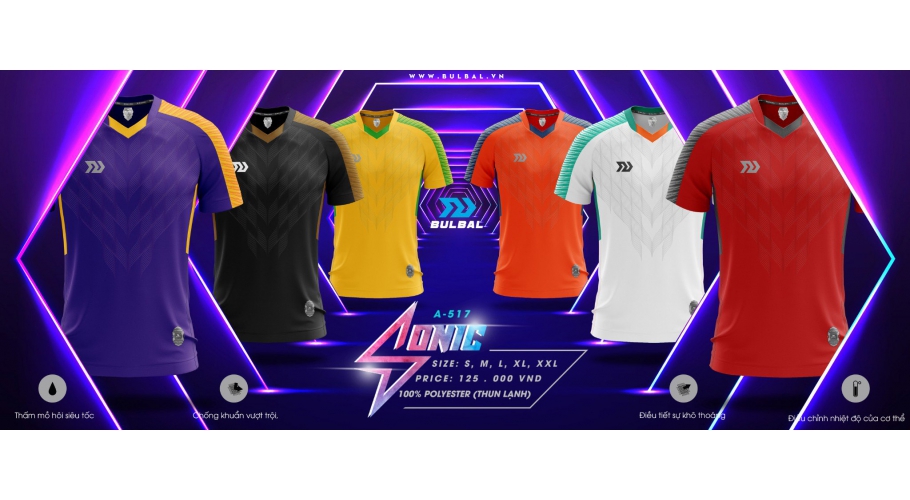 WWW.BULBAL.VN
BULBAL
A-517
SONIC
SIZE: S, M, L, XL, XXL
PRICE: 125 . 000 VND
100% POLYESTER (THUN LẠNH)
Thấm mồ hôi siêu tốc
Chống khuẩn vượt trội,
Điều tiết sự khô thoáng
Điều chỉnh nhiệt độ của cơ thể